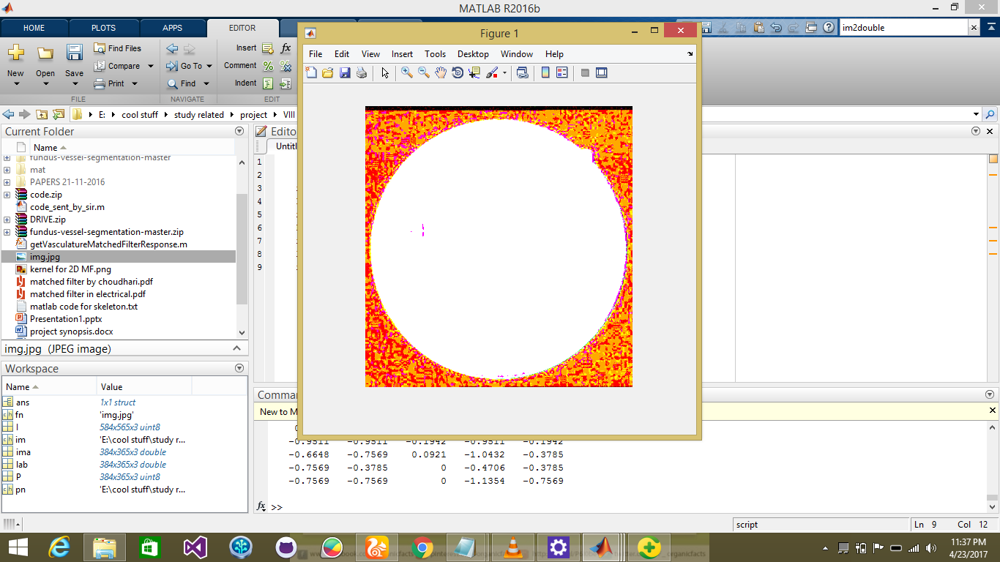 MATLAB R2016b
HOME PLOTS APPS EDITOR
im2double
Figure 1
File Edit View Insert Tools Desktop Window Help
New
Open
Save
Find Files
Compare
Print
FILE
Go To
Find
NAVIGATE
Insert fx
Comment %
Indent
EDIT
E: cool stuff study related project VIII
Current Folder
Name
fundus-vessel-segmentation-master
mat
PAPERS 21-11-2016
code.zip
code_sent_by_sir.m
DRIVE.zip
fundus-vessel-segmentation-master.zip
getVasculatureMatchedFilterResponse.m
img.jpg
kernel for 2D MF.png
matched filter by choudhari.pdf
matched filter in electrical.pdf
matlab code for skeleton.txt
Presentation1.pptx
project synopsis.docx
img.jpg (JPEG image)
Workspace
Name Value
ans 1x1 struct
fn 'img.jpg'
I 584x565x3 uint8
im 'E:\cool stuff\study r...
ima 384x365x3 double
lab 384x365x3 double
P 384x365x3 uint8
pn 'E:\cool stuff\study r...
Edito
Untitl
1
2
3
4
5
6
7
8
9
Comma
New to M
-0.9511 -0.9511 -0.1942 -0.9511 -0.1942
-0.6648 -0.7569 0.0921 -1.0432 -0.3785
-0.7569 -0.3785 0 -0.4706 -0.3785
-0.7569 -0.7569 0 -1.1354 -0.7569
fx >>
script
Ln 9 Col 12
11:37 PM
4/23/2017